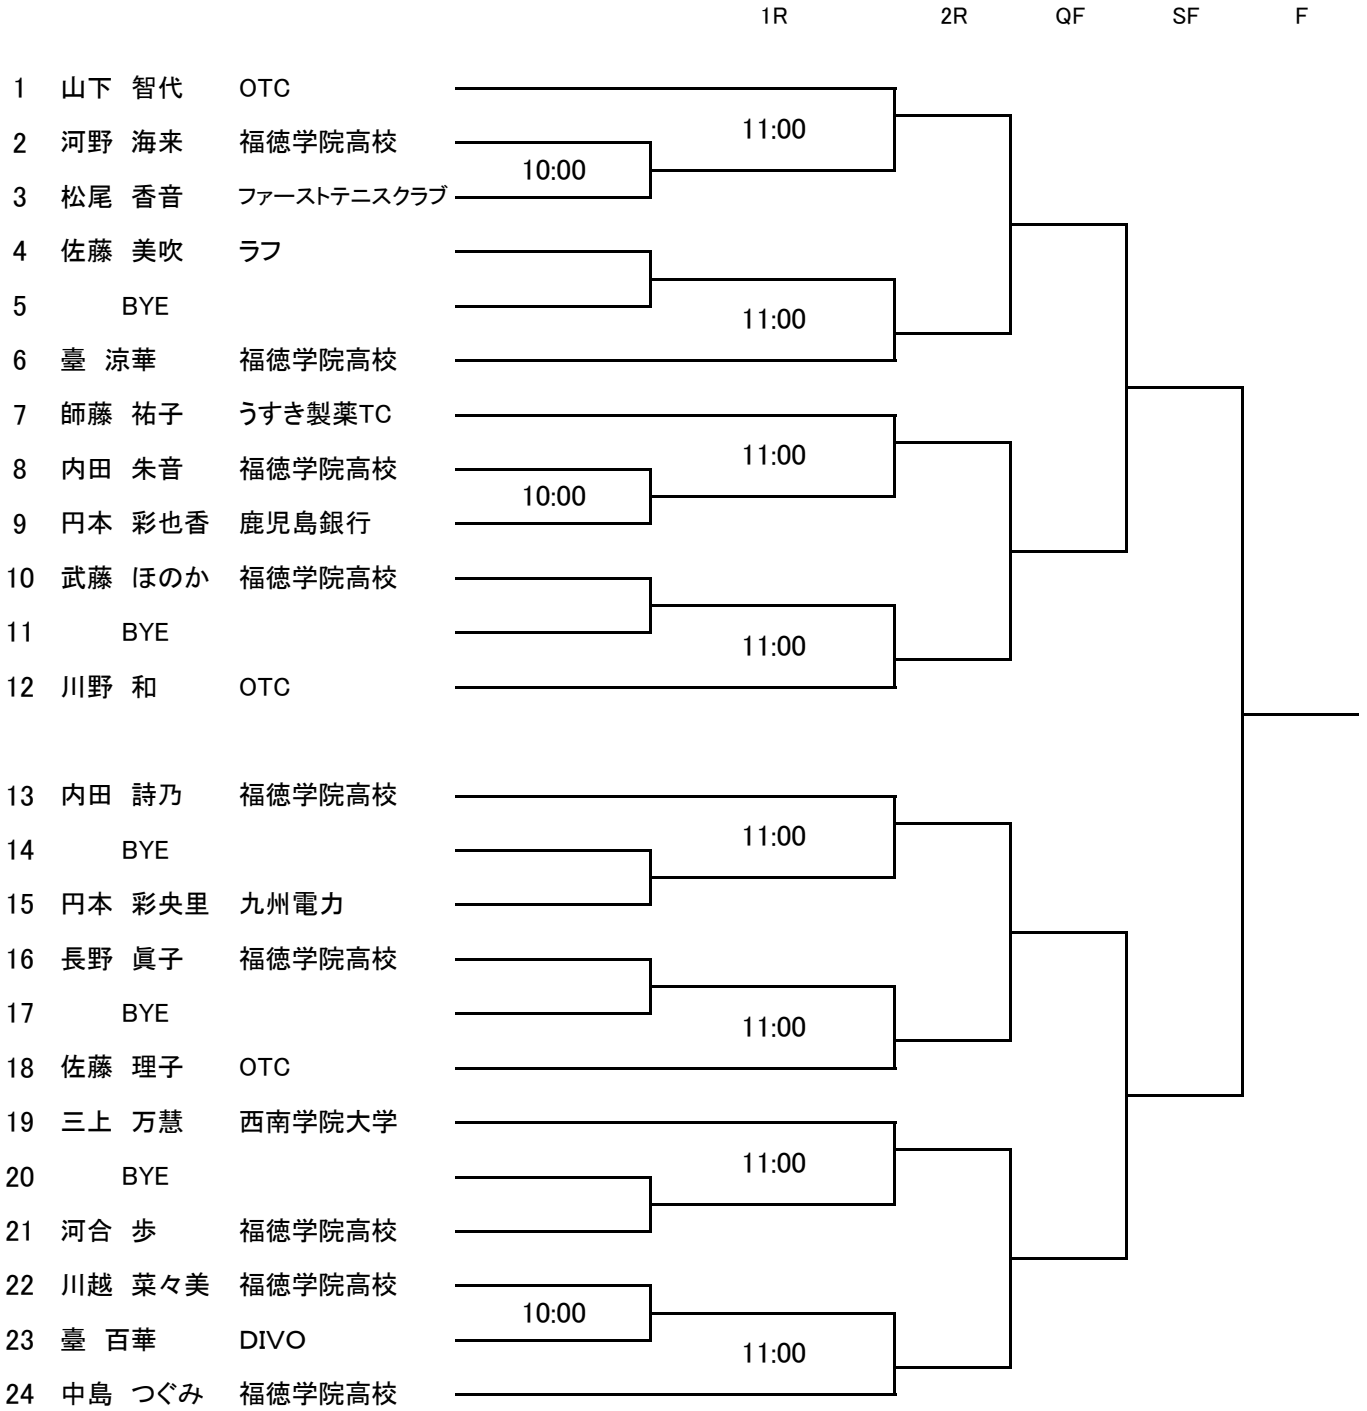 1R 2R QF SF F
1 山下 智代 OTC
11:00
2 河野 海来 福徳学院高校
10:00
3 松尾 香音 ファーストテニスクラブ
4 佐藤 美吹 ラフ
5 BYE
11:00
6 臺 涼華 福徳学院高校
7 師藤 祐子 うすき製薬TC
11:00
8 内田 朱音 福徳学院高校
10:00
9 円本 彩也香 鹿児島銀行
10 武藤 ほのか 福徳学院高校
11 BYE
11:00
12 川野 和 OTC
13 内田 詩乃 福徳学院高校
11:00
14 BYE
15 円本 彩央里 九州電力
16 長野 眞子 福徳学院高校
17 BYE
11:00
18 佐藤 理子 OTC
19 三上 万慧 西南学院大学
11:00
20 BYE
21 河合 歩 福徳学院高校
22 川越 菜々美 福徳学院高校
10:00
23 臺 百華 DIVO
11:00
24 中島 つぐみ 福徳学院高校